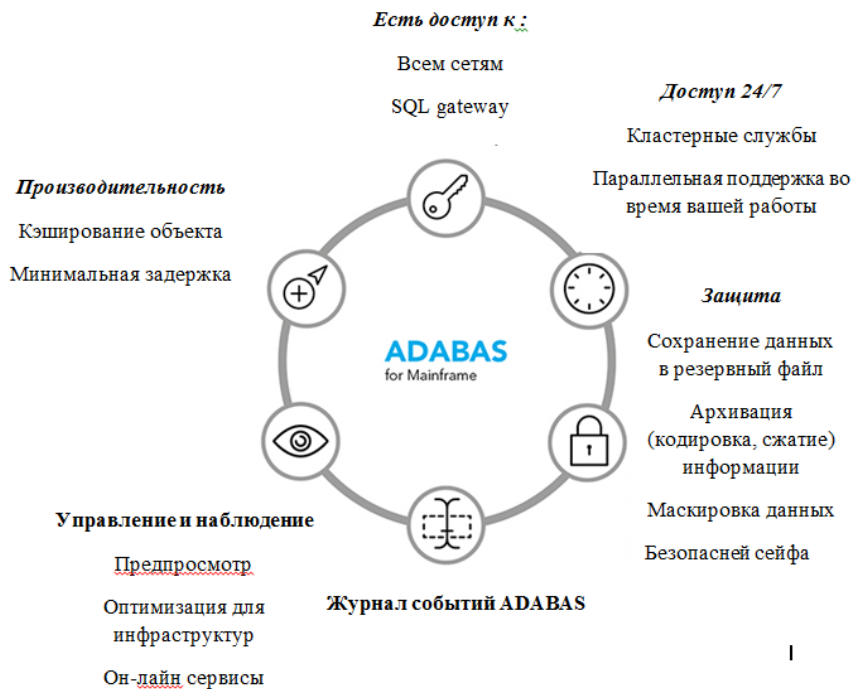 Есть доступ к :
Всем сетям
SQL gateway
Доступ 24/7
Кластерные службы
Параллельная поддержка во
время вашей работы
Защита
Сохранение данных
в резервный файл
Архивация
(кодировка, сжатие)
информации
Маскировка данных
Безопасней сейфа
Журнал событий ADABAS
Управление и наблюдение
Предпросмотр
Оптимизация для
инфраструктур
Он-лайн сервисы
Производительность
Кэширование объекта
Минимальная задержка
ADABAS
for Mainframe